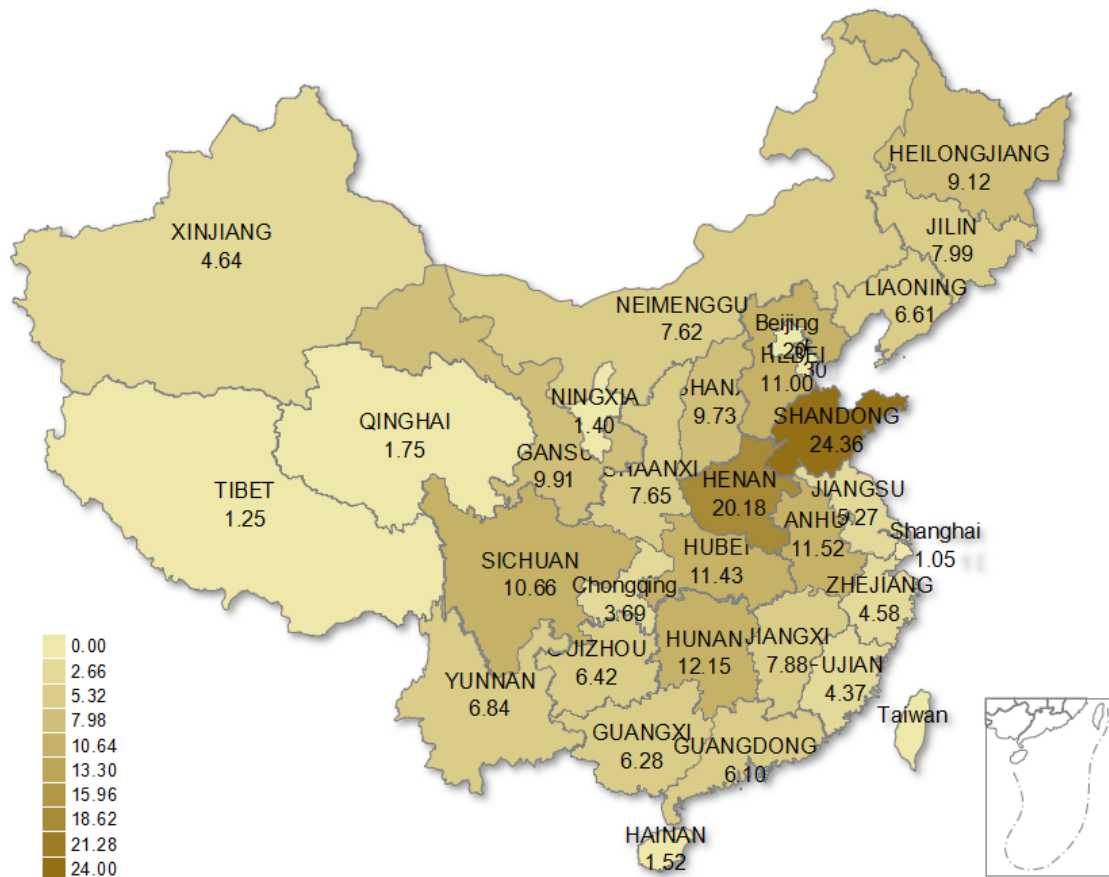 HEILONGJIANG
9.12
XINJIANG
4.64
JILIN
7.99
LIAONING
6.61
NEIMENGGU
7.62
Beijing
1.20
11.00
9.73
NINGXIA
1.40
SHANDONG
24.36
QINGHAI
1.75
GANSU
9.91
7.65
HENAN
20.18
JIANGSU
5.27
TIBET
1.25
ANHUI
11.52
Shanghai
1.05
SICHUAN
10.66
HUBEI
11.43
Chongqing
3.69
ZHEJIANG
4.58
HUNAN
12.15
JIANGXI
7.88
4.37
6.42
YUNNAN
6.84
Taiwan
GUANGXI
6.28
GUANGDONG
6.10
HAINAN
1.52
0.00
2.66
5.32
7.98
10.64
13.30
15.96
18.62
21.28
24.00